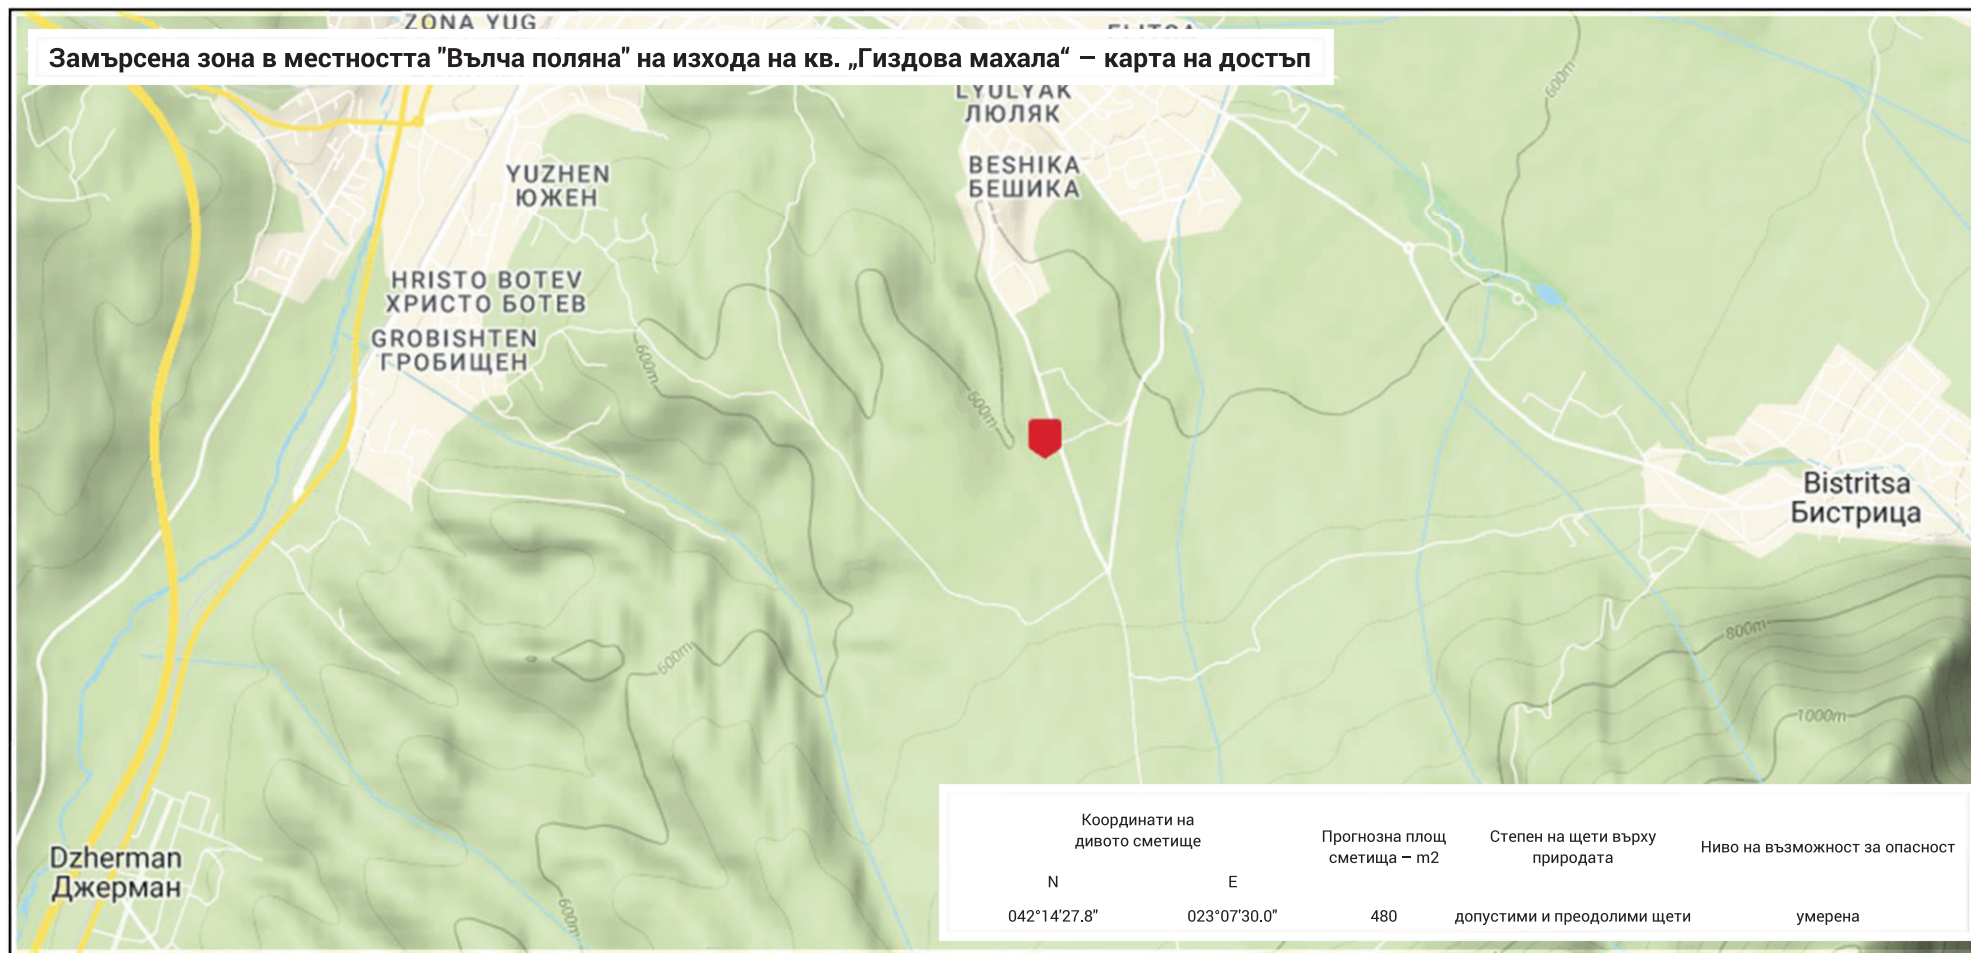 ZONA YUG
Замърсена зона в местността "Вълча поляна" на изхода на кв. „Гиздова махала“ – карта на достъп
600m
LYULYAK
ЛЮЛЯК
BESHIKA
БЕШИКА
YUZHEN
ЮЖЕН
HRISTO BOTEV
ХРИСТО БОТЕВ
GROBISHTEN
ГРОБИЩЕН
600m
600m
Bistritsa
Бистрица
800m
600m
1000m
Dzherman
Джерман
600m
Координати на
дивото сметище
Прогнозна площ
сметища – m2
Степен на щети върху
природата
Ниво на възможност за опасност
N
E
042°14'27.8"
023°07'30.0"
480
допустими и преодолими щети
умерена